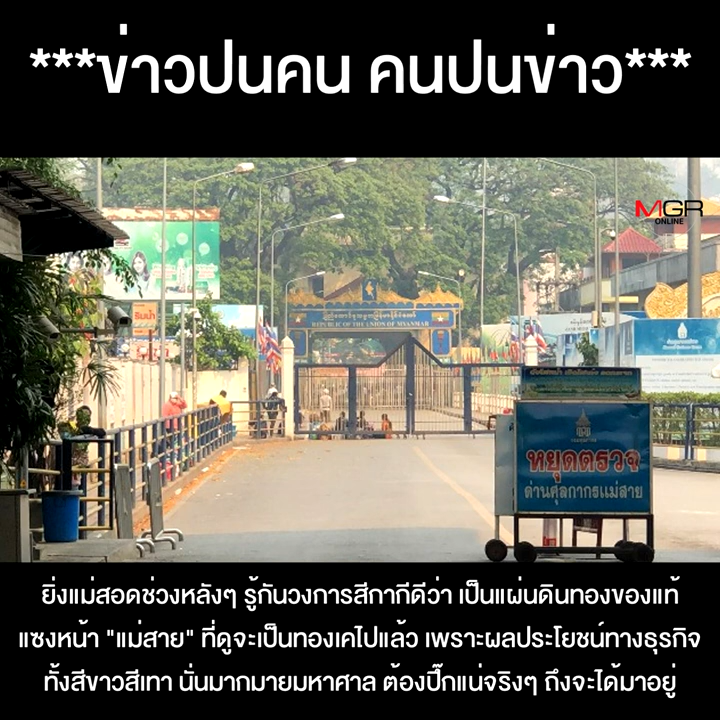 ***ข่าวปนคน คนปนข่าว***
MGR
ONLINE
ริมน้ำ
REPUBLIC OF THE UNION OF MYANMAR
หยุดตรวจ
ด่านศุลกากรแม่สาย
ยิ่งแม่สอดช่วงหลังๆ รู้กันวงการสีกากีดีว่า เป็นแผ่นดินทองของแท้
แซงหน้า "แม่สาย" ที่ดูจะเป็นทองเคไปแล้ว เพราะผลประโยชน์ทางธุรกิจ
ทั้งสีขาวสีเทา นั่นมากมายมหาศาล ต้องปึ๊กแน่จริงๆ ถึงจะได้มาอยู่